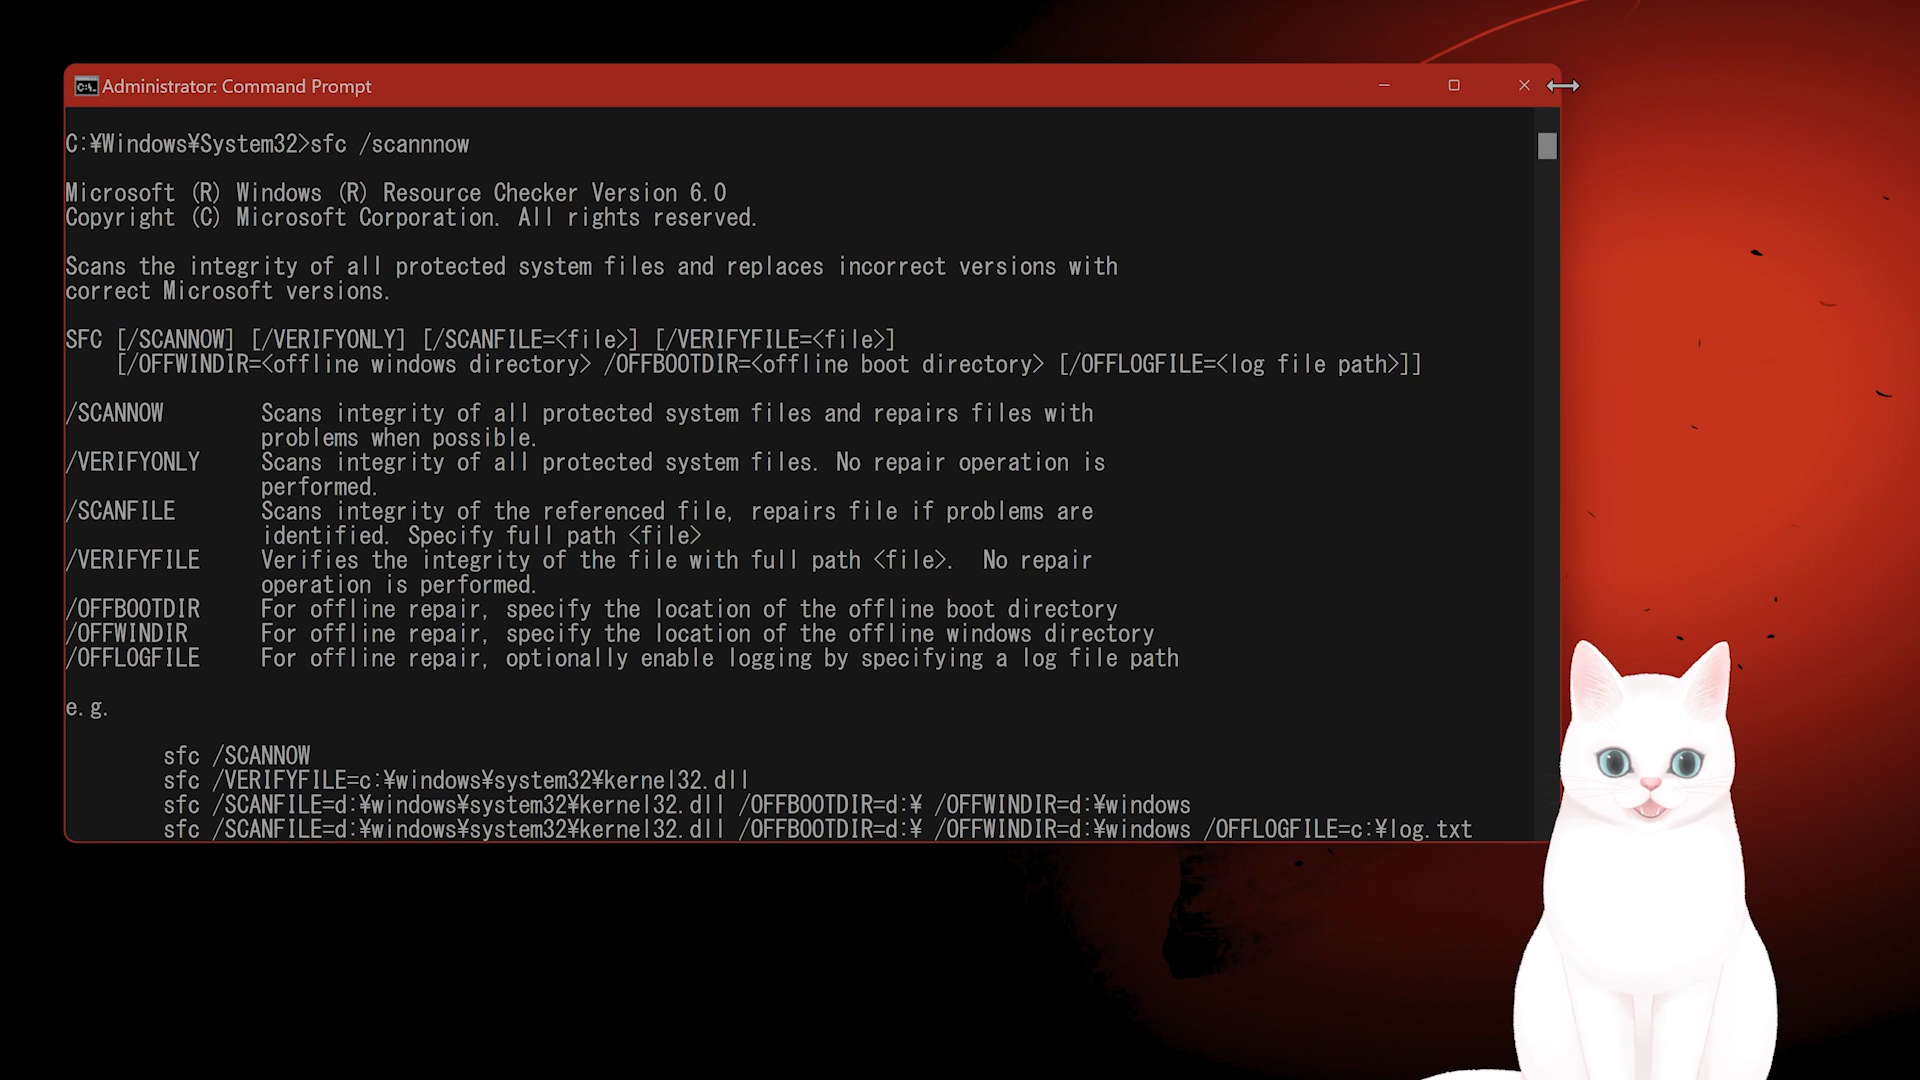 Administrator: Command Prompt
C:¥Windows¥System32>sfc /scannnow
Microsoft (R) Windows (R) Resource Checker Version 6.0
Copyright (C) Microsoft Corporation. All rights reserved.
Scans the integrity of all protected system files and replaces incorrect versions with
correct Microsoft versions.
SFC [/SCANNOW] [/VERIFYONLY] [/SCANFILE=<file>] [/VERIFYFILE=<file>]
[/OFFWINDIR=<offline windows directory> /OFFBOOTDIR=<offline boot directory> [/OFFLOGFILE=<log file path>]]
/SCANNOW Scans integrity of all protected system files and repairs files with
problems when possible.
/VERIFYONLY Scans integrity of all protected system files. No repair operation is
performed.
/SCANFILE Scans integrity of the referenced file, repairs file if problems are
identified. Specify full path <file>
/VERIFYFILE Verifies the integrity of the file with full path <file>. No repair
operation is performed.
/OFFBOOTDIR For offline repair, specify the location of the offline boot directory
/OFFWINDIR For offline repair, specify the location of the offline windows directory
/OFFLOGFILE For offline repair, optionally enable logging by specifying a log file path
e.g.
sfc /SCANNOW
sfc /VERIFYFILE=c:¥windows¥system32¥kernel32.dll
sfc /SCANFILE=d:¥windows¥system32¥kernel32.dll /OFFBOOTDIR=d:¥ /OFFWINDIR=d:¥windows
sfc /SCANFILE=d:¥windows¥system32¥kernel32.dll /OFFBOOTDIR=d:¥ /OFFWINDIR=d:¥windows /OFFLOGFILE=c:¥log.txt